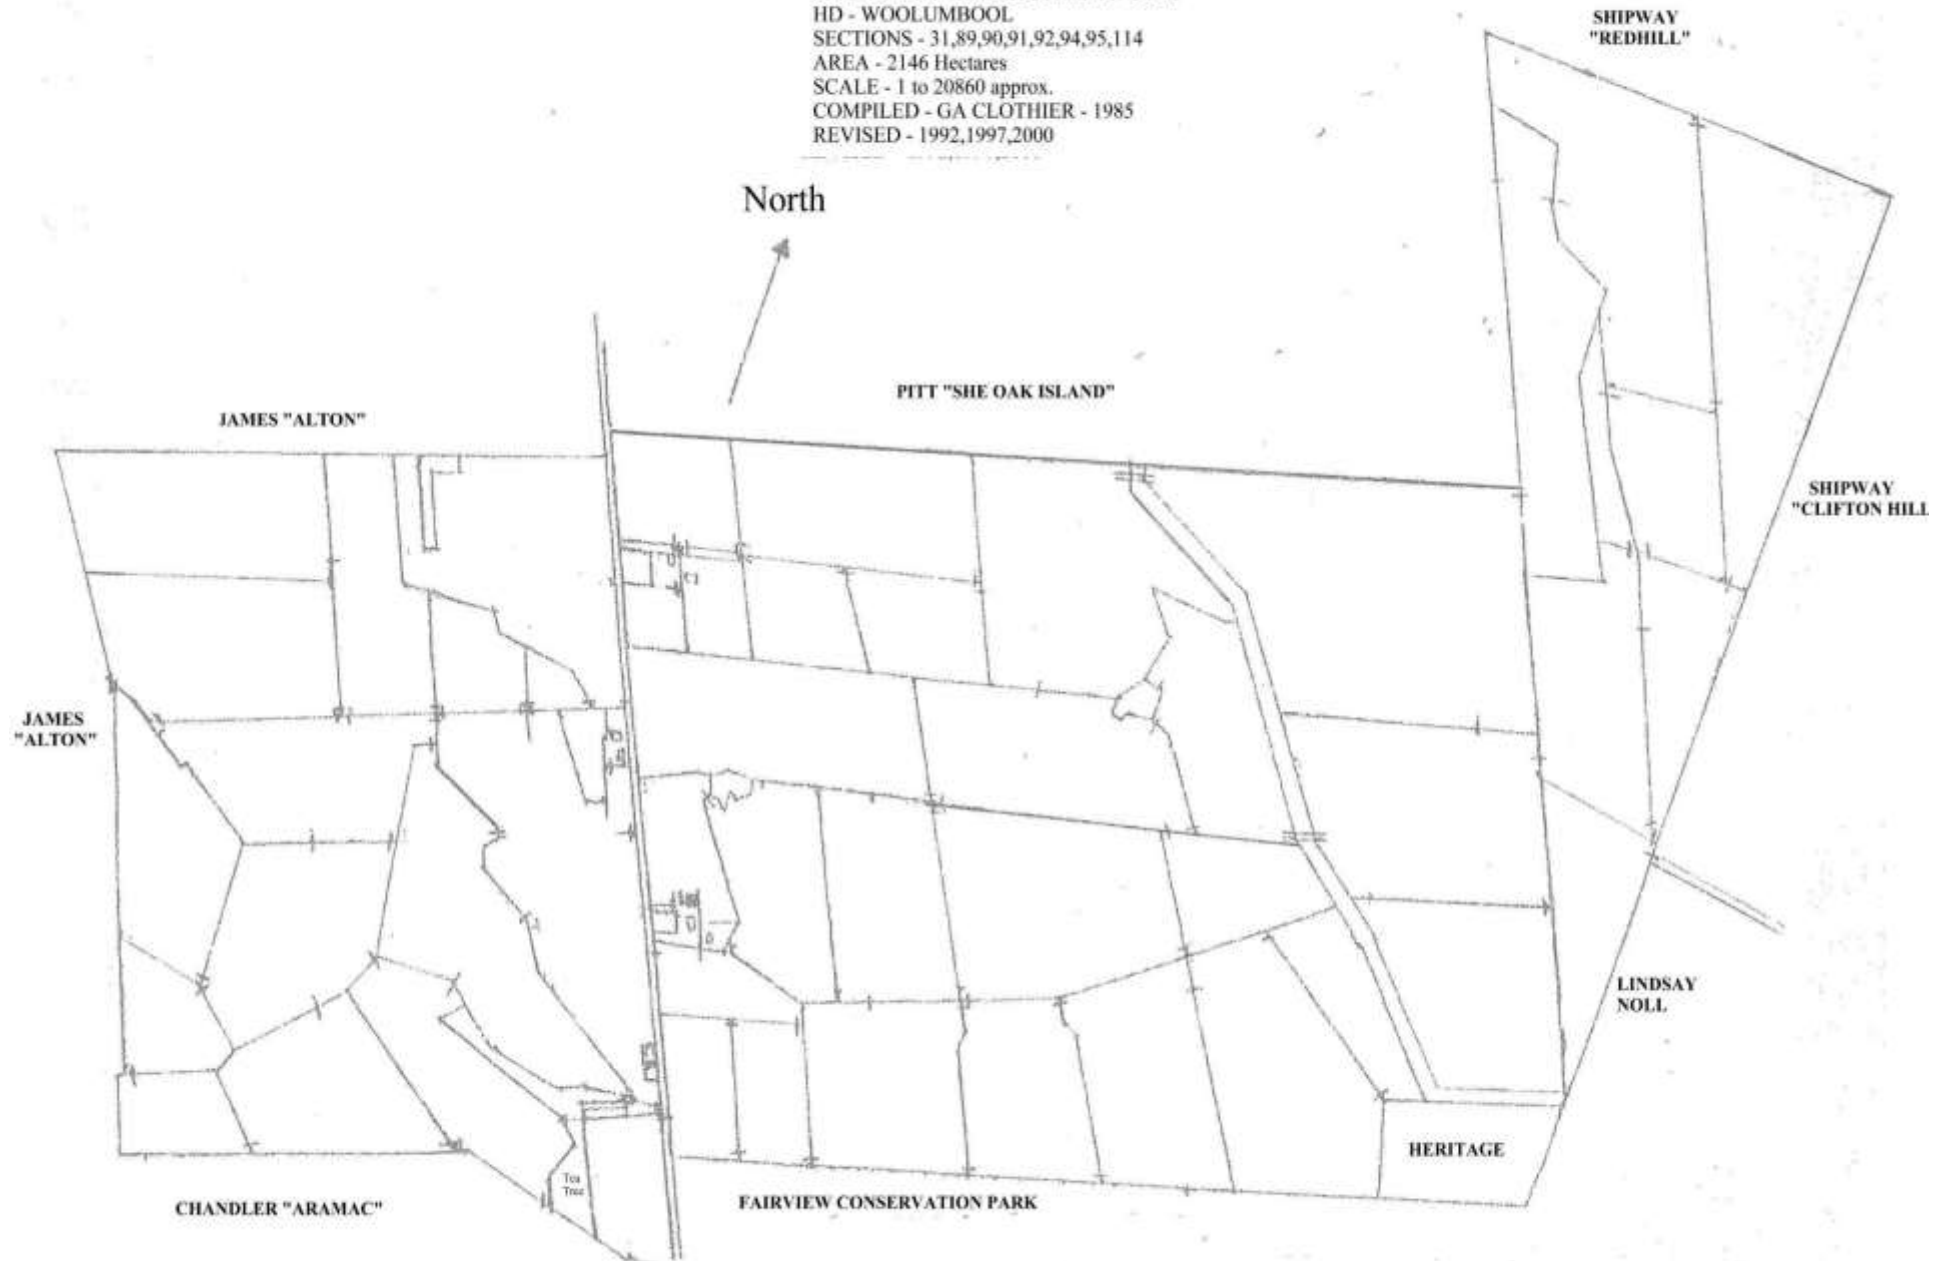 HD - WOOLUMBOOL
SECTIONS - 31,89,90,91,92,94,95,114
AREA - 2146 Hectares
SCALE - 1 to 20860 approx.
COMPILED - GA CLOTHIER - 1985
REVISED - 1992,1997,2000
SHIPWAY
"REDHILL"
North
PITT "SHE OAK ISLAND"
JAMES "ALTON"
SHIPWAY
"CLIFTON HILL
JAMES
"ALTON"
LINDSAY
NOLL
HERITAGE
Tea
Tree
CHANDLER "ARAMAC"
FAIRVIEW CONSERVATION PARK